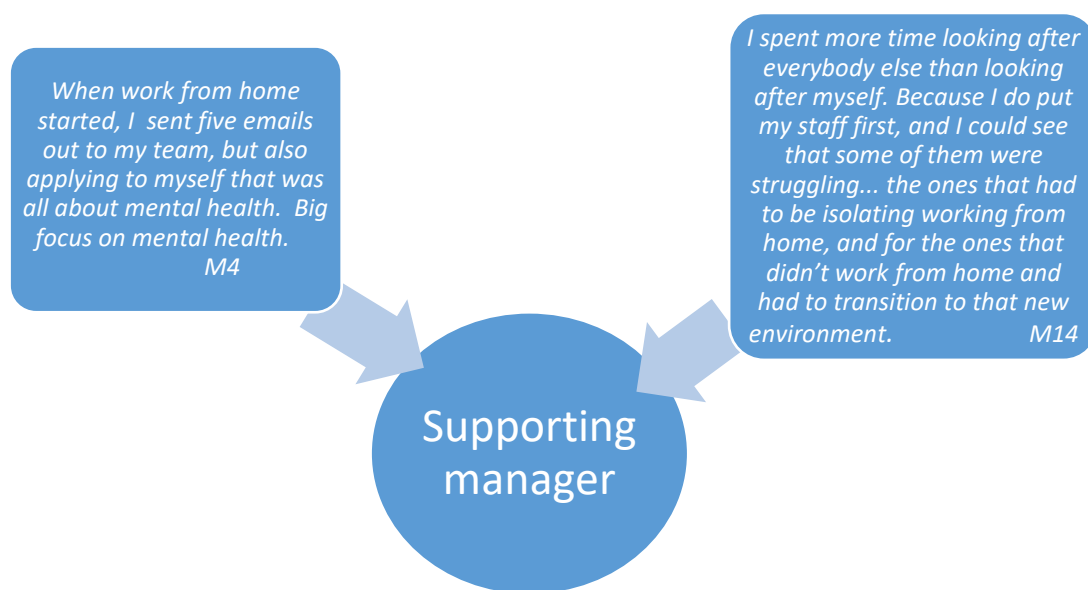 When work from home
started, I  sent five emails
out to my team, but also
applying to myself that was
all about mental health.  Big
focus on mental health.
M4
I spent more time looking after
everybody else than looking
after myself. Because I do put
my staff first, and I could see
that some of them were
struggling... the ones that had
to be isolating working from
home, and for the ones that
didn’t work from home and
had to transition to that new
environment. M14
Supporting
manager